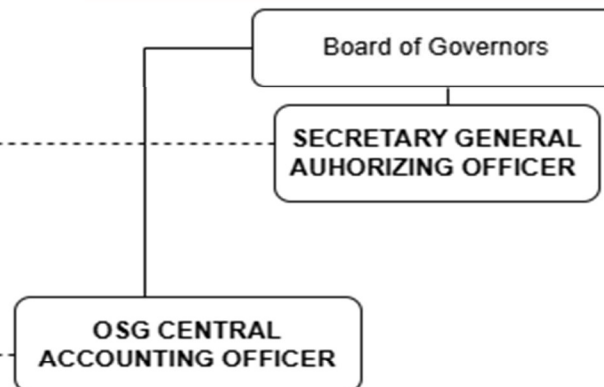 Board of Governors
SECRETARY GENERAL
AUHORIZING OFFICER
OSG CENTRAL
ACCOUNTING OFFICER